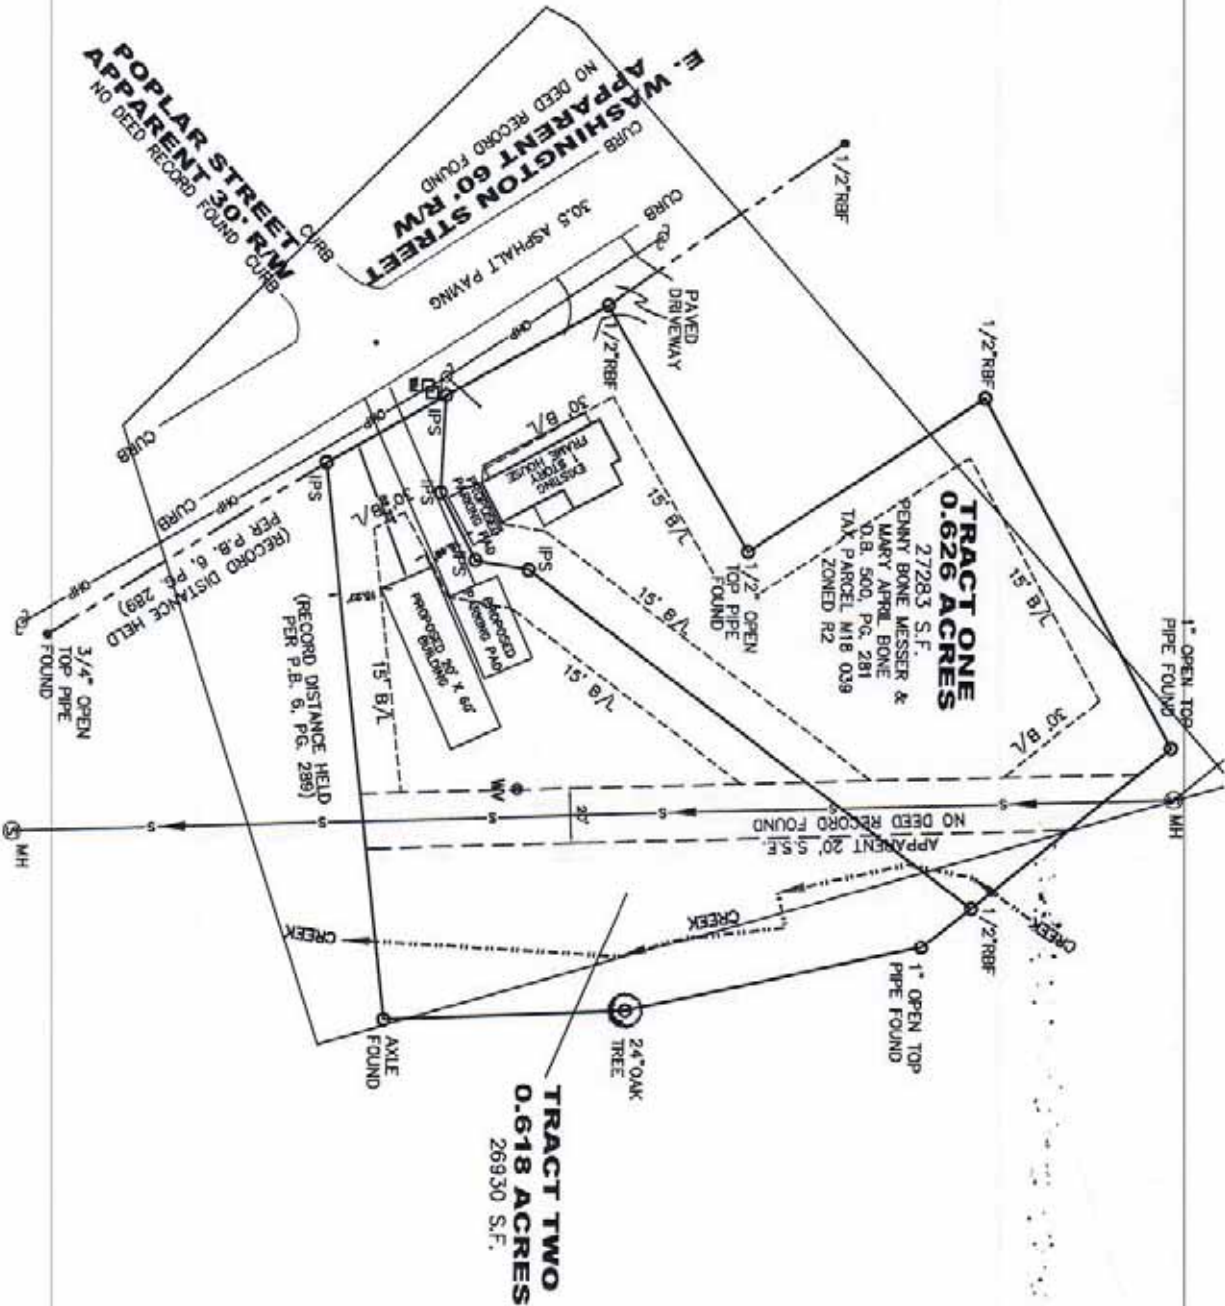 POPLAR STREET
APPARENT 30' R/W
NO DEED RECORD FOUND
E. WASHINGTON STREET
APPARENT 60' R/W
NO DEED RECORD FOUND
CURB
CURB
CURB
CURB
CURB
CURB
30.5 ASPHALT PAVING
OHP
OHP
OHP
OHP
1/2"RBF
1/2"RBF
1/2"RBF
PAVED
DRIVEWAY
1/2" OPEN
TOP PIPE
FOUND
1" OPEN TOP
PIPE FOUND
TRACT ONE
0.626 ACRES
27283 S.F.
PENNY BONE MESSER &
MARY APRIL BONE
D.B. 500, PG. 281
TAX PARCEL M18 039
ZONED R2
30' B/L
EXISTING
1 STORY
FRAME HOUSE
PROPOSED
PARKING PAD
PROPOSED
PARKING PAD
PROPOSED 20' X 60'
BUILDING
IPS
IPS
IPS
IPS
IPS
15' B/L
15' B/L
15' B/L
15' B/L
15' B/L
30' B/L
30' B/L
(RECORD DISTANCE HELD
PER P.B. 6, PG. 289)
(RECORD DISTANCE HELD
PER P.B. 6, PG. 289)
3/4" OPEN
TOP PIPE
FOUND
WV
20'
APPARENT 20' S.S.E.
NO DEED RECORD FOUND
S
S
S
S
S
S
S
MH
MH
CREEK
CREEK
CREEK
1/2"RBF
1" OPEN TOP
PIPE FOUND
24"OAK
TREE
AXLE
FOUND
TRACT TWO
0.618 ACRES
26930 S.F.